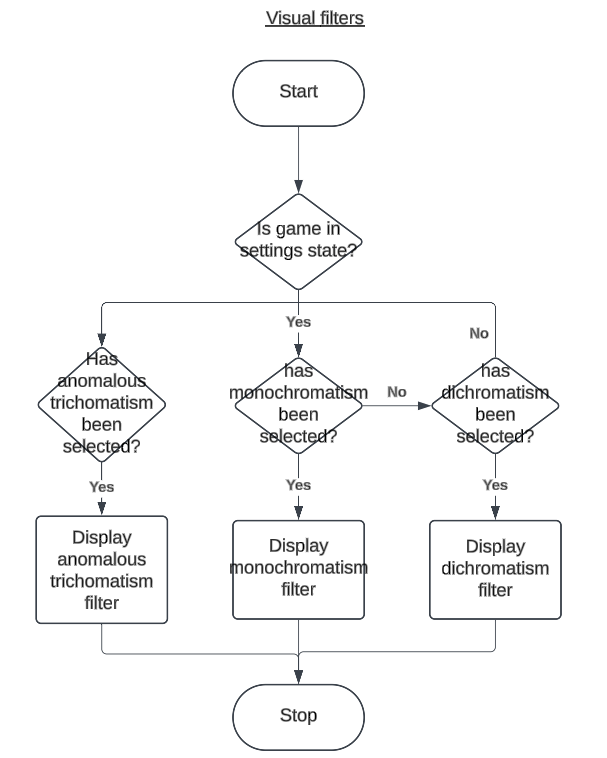 Visual filters
Start
Is game in
settings state?
Yes
No
Has
anomalous
trichomatism
been
selected?
has
monochromatism
been
selected?
No
has
dichromatism
been
selected?
Yes
Yes
Yes
Display
anomalous
trichomatism
filter
Display
monochromatism
filter
Display
dichromatism
filter
Stop